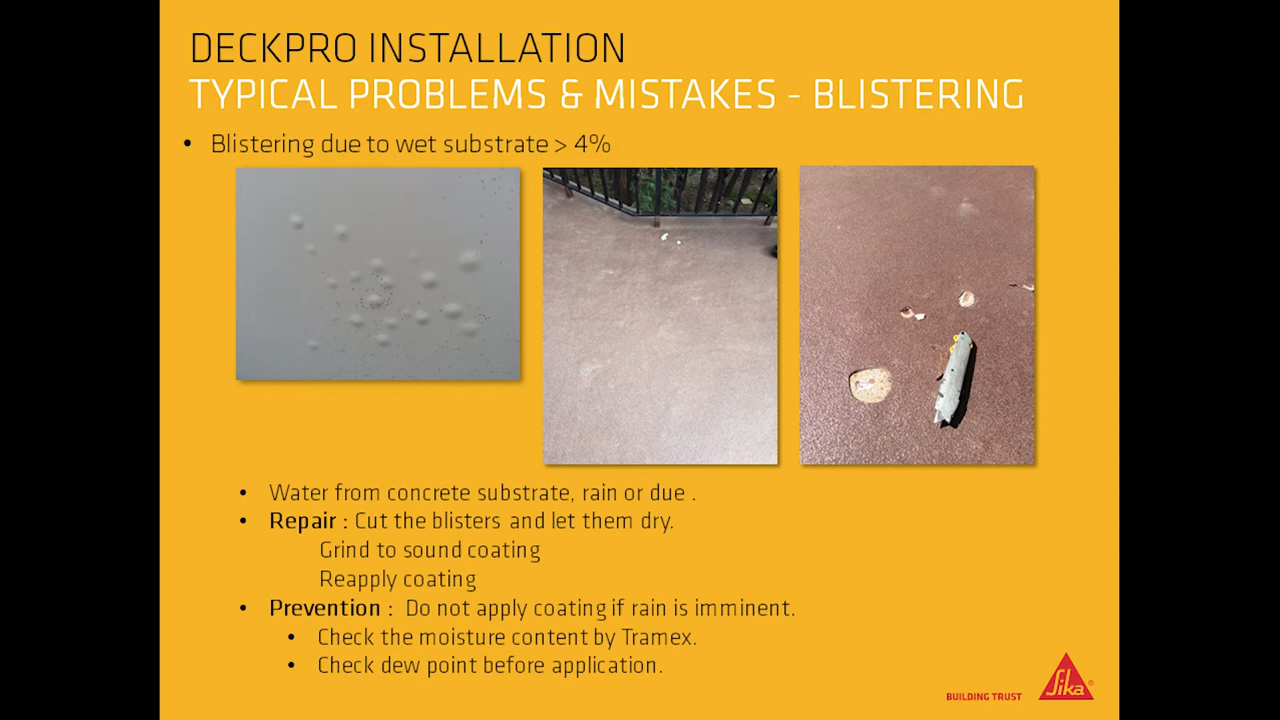 DECKPRO INSTALLATION
TYPICAL PROBLEMS & MISTAKES - BLISTERING
• Blistering due to wet substrate > 4%
• Water from concrete substrate, rain or due .
• Repair : Cut the blisters and let them dry.
Grind to sound coating
Reapply coating
• Prevention : Do not apply coating if rain is imminent.
• Check the moisture content by Tramex.
• Check dew point before application.
BUILDING TRUST
Sika®